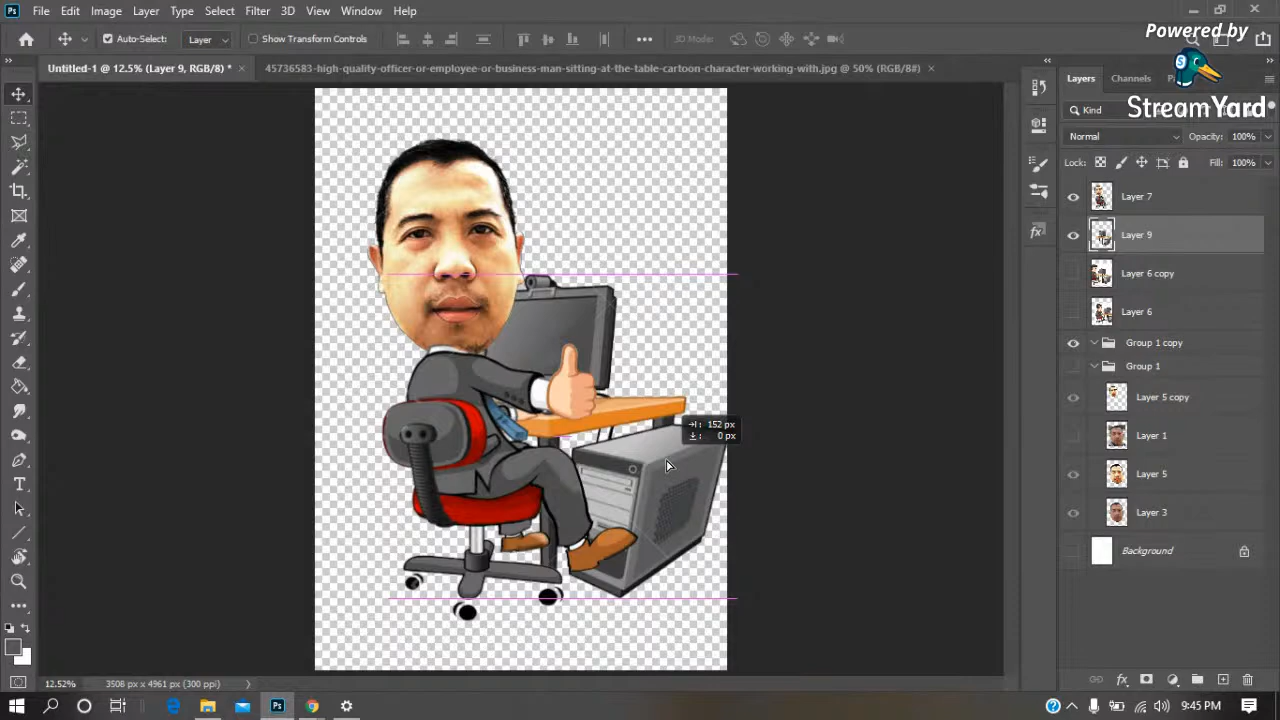 Ps File Edit Image Layer Type Select Filter 3D View Window Help
Powered by
StreamYard
Auto-Select: Layer Show Transform Controls 3D Mode:
Untitled-1 @ 12.5% (Layer 9, RGB/8) * × 45736583-high-quality-officer-or-employee-or-business-man-sitting-at-the-table-cartoon-character-working-with.jpg @ 50% (RGB/8#) ×
Layers Channels
Kind
Normal Opacity: 100%
Lock: Fill: 100%
Layer 7
Layer 9
Layer 6 copy
Layer 6
Group 1 copy
Group 1
Layer 5 copy
Layer 1
Layer 5
Layer 3
Background
152 px
0 px
12.52% 3508 px x 4961 px (300 ppi)
9:45 PM